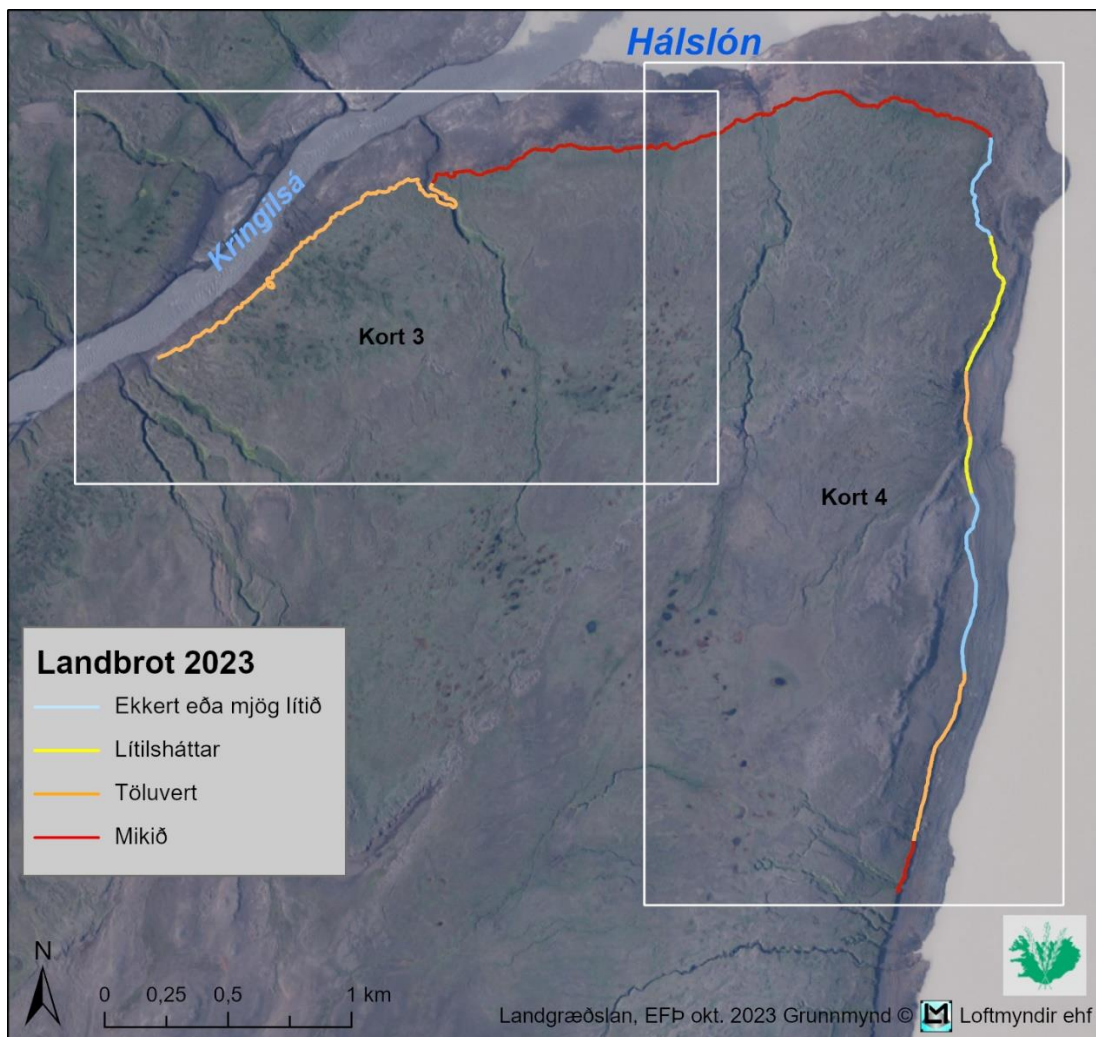 Hálslón
Kringilsá
Kort 3
Kort 4
Landbrot 2023
Ekkert eða mjög lítið
Lítilsháttar
Töluvert
Mikið
N
0 0,25 0,5 1 km
Landgræðslan, EFÞ okt. 2023 Grunnmynd © LM Loftmyndir ehf